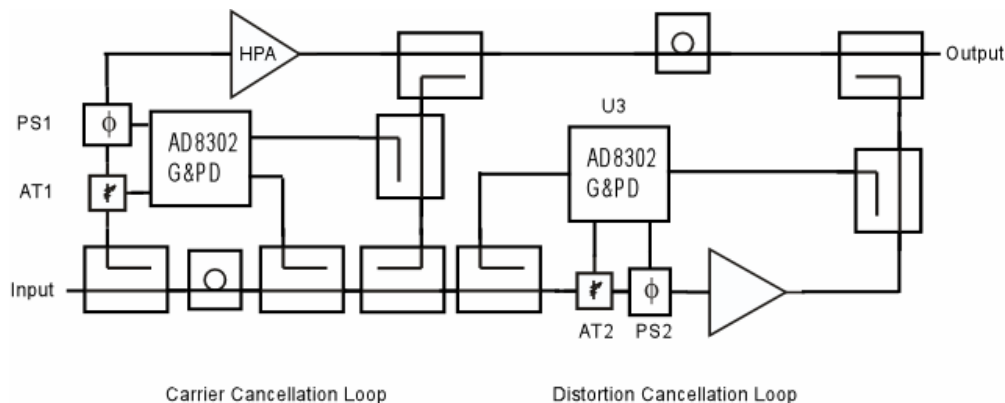 HPA
Output
PS1
ϕ
AD8302
G&PD
U3
AD8302
G&PD
AT1
Input
ϕ
AT2
PS2
Carrier Cancellation Loop
Distortion Cancellation Loop